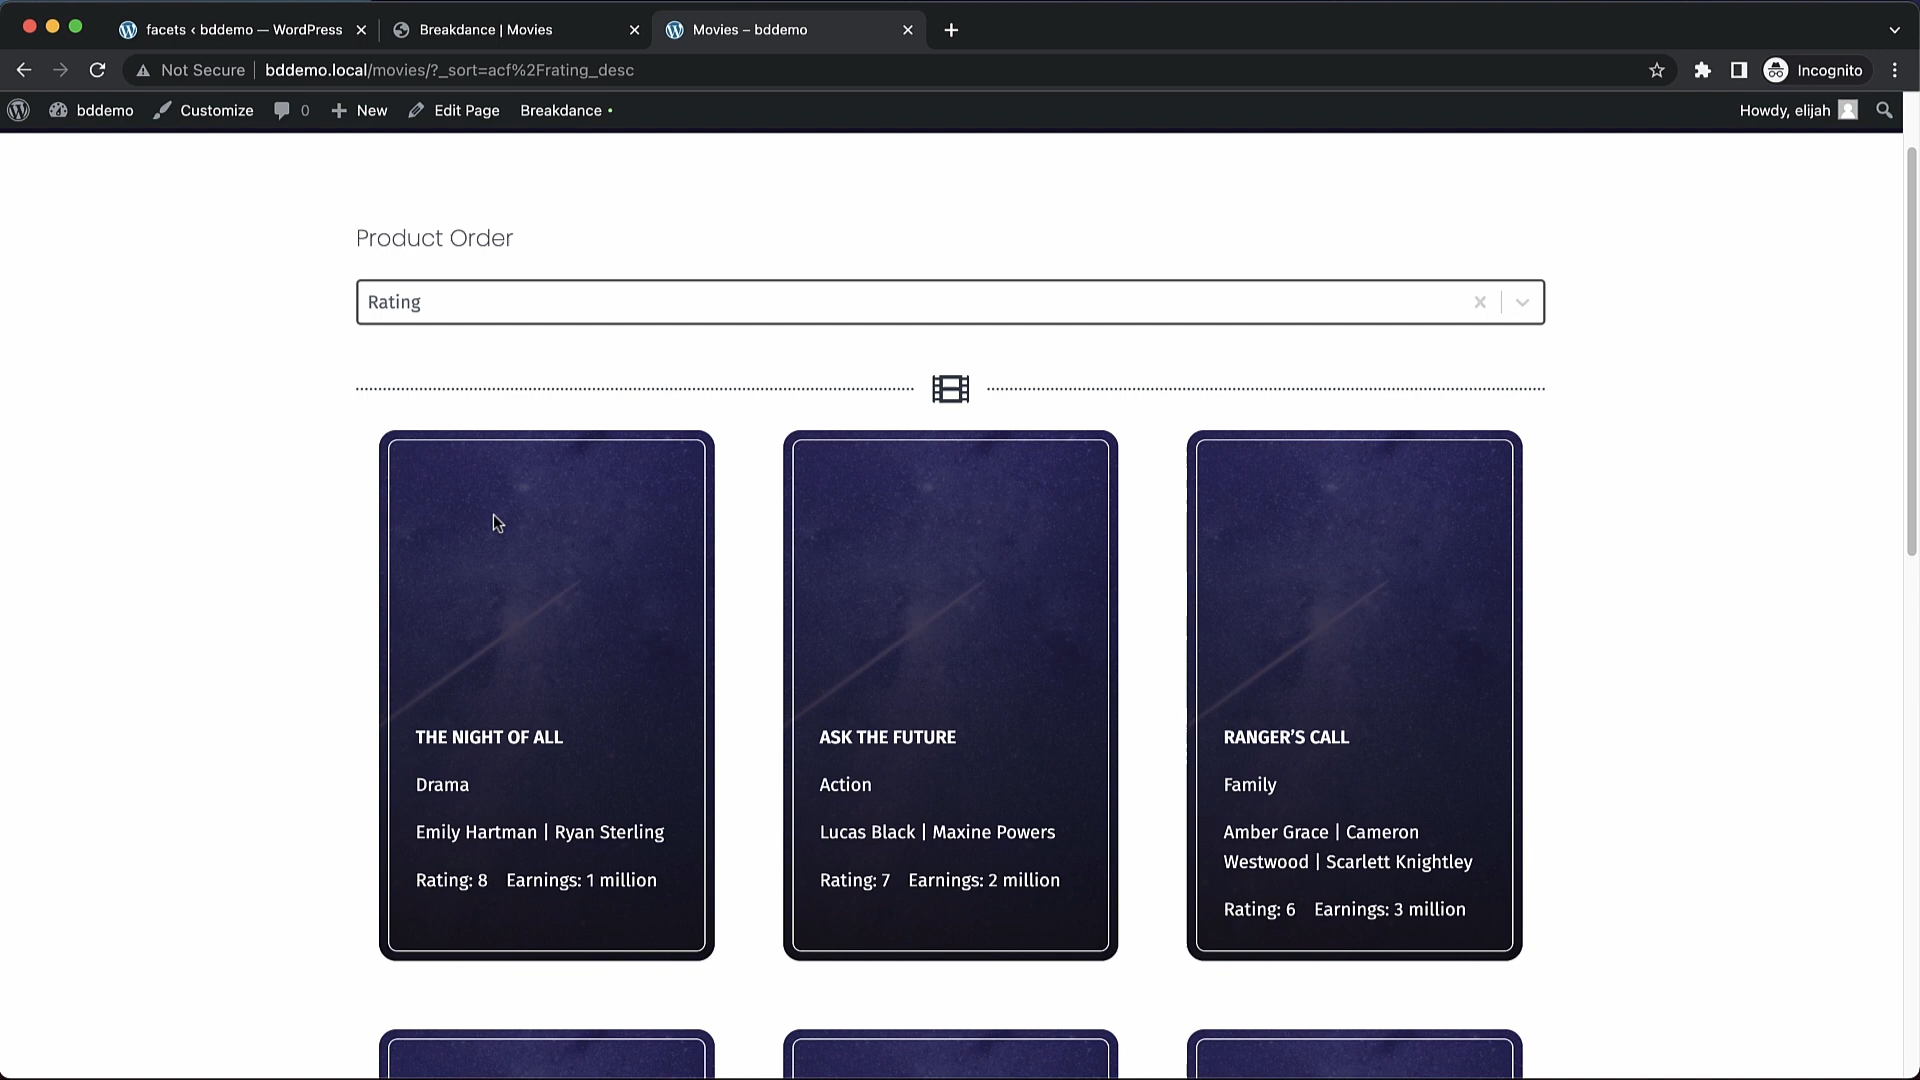 facets ‹ bddemo — WordPress
Breakdance | Movies
Movies – bddemo
Not Secure
bddemo.local/movies/?_sort=acf%2Frating_desc
Incognito
bddemo
Customize
0
New
Edit Page
Breakdance
Howdy, elijah
Product Order
Rating
THE NIGHT OF ALL
Drama
Emily Hartman | Ryan Sterling
Rating: 8 Earnings: 1 million
ASK THE FUTURE
Action
Lucas Black | Maxine Powers
Rating: 7 Earnings: 2 million
RANGER’S CALL
Family
Amber Grace | Cameron
Westwood | Scarlett Knightley
Rating: 6 Earnings: 3 million